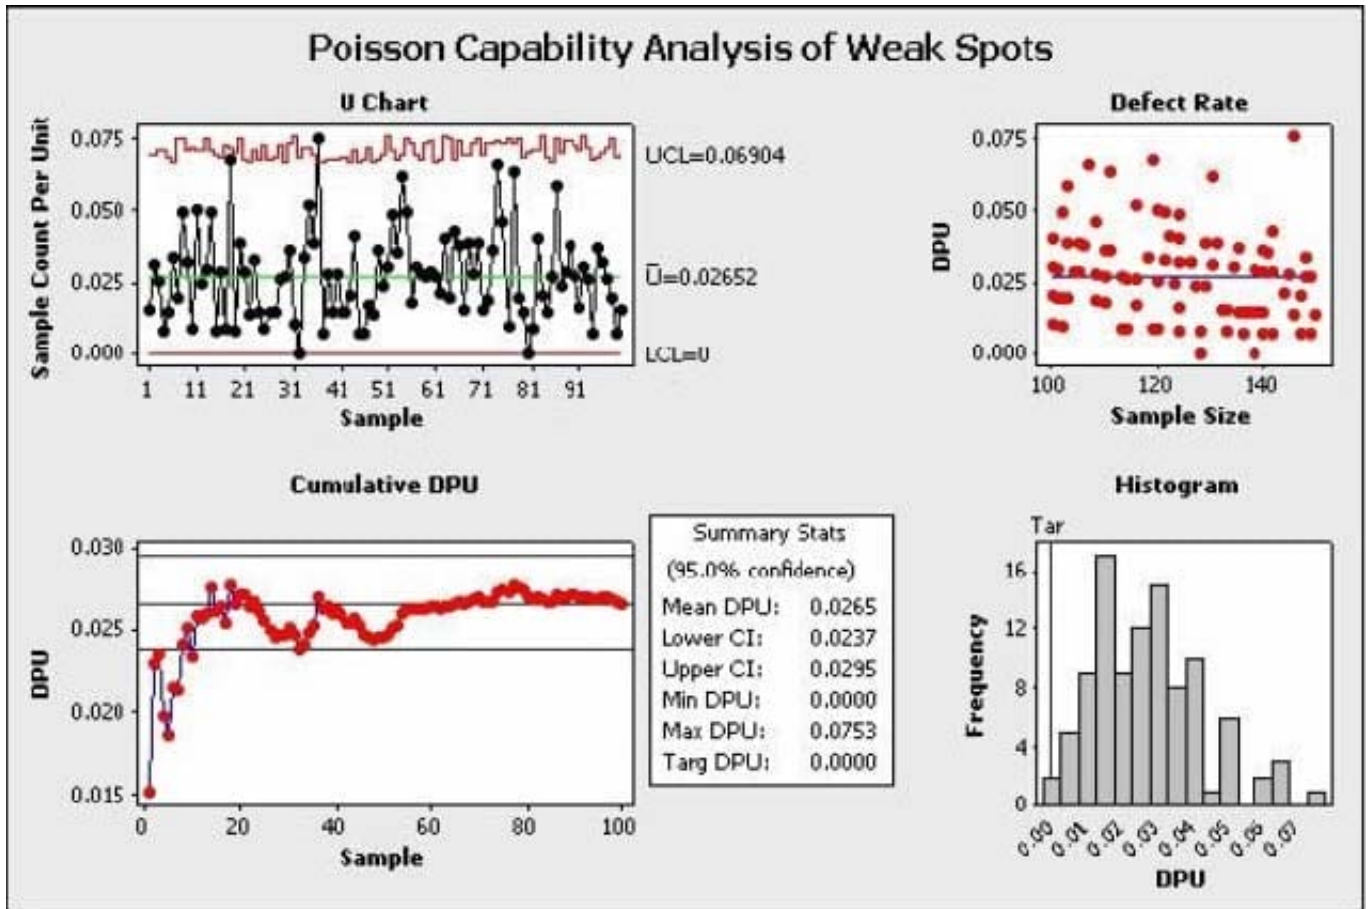 Poisson Capability Analysis of Weak Spots
U Chart
Sample Count Per Unit
0.075
0.050
0.025
0.000
1 11 21 31 41 51 61 71 81 91
Sample
UCL=0.06904
Ū=0.02652
LCL=0
Defect Rate
DPU
0.075
0.050
0.025
0.000
100 120 140
Sample Size
Cumulative DPU
DPU
0.030
0.025
0.020
0.015
0 20 40 60 80 100
Sample
Summary Stats
(95.0% confidence)
Mean DPU: 0.0265
Lower CI: 0.0237
Upper CI: 0.0295
Min DPU: 0.0000
Max DPU: 0.0753
Targ DPU: 0.0000
Histogram
Tar
Frequency
16
12
8
4
0
0.00 0.01 0.02 0.03 0.04 0.05 0.06 0.07
DPU